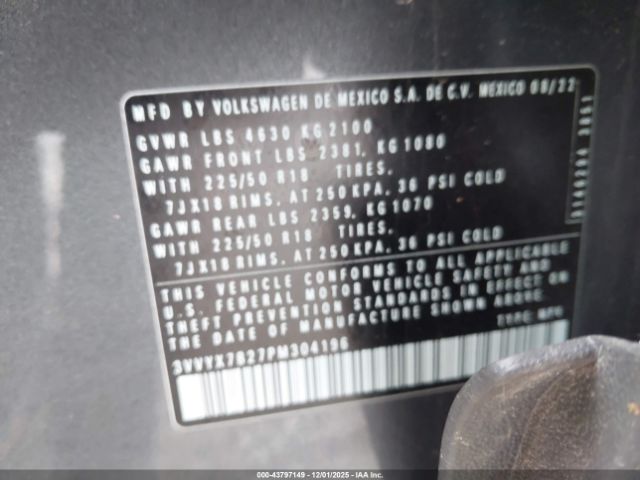 MFD BY VOLKSWAGEN DE MEXICO S.A. DE C.V. MEXICO 08/22
GVWR LBS 4630 KG 2100
GAWR FRONT LBS 2381, KG 1080
WITH 225/50 R18 TIRES,
7JX18 RIMS, AT 250 KPA, 36 PSI COLD
GAWR REAR LBS 2359, KG 1070
WITH 225/50 R18 TIRES,
7JX18 RIMS, AT 250 KPA, 36 PSI COLD
THIS VEHICLE CONFORMS TO ALL APPLICABLE
U.S. FEDERAL MOTOR VEHICLE SAFETY AND
THEFT PREVENTION STANDARDS IN EFFECT ON
THE DATE OF MANUFACTURE SHOWN ABOVE.
TYPE: MPV
3VVVX7B27PM304196
000-43797149 - 12/01/2025 - IAA, Inc.